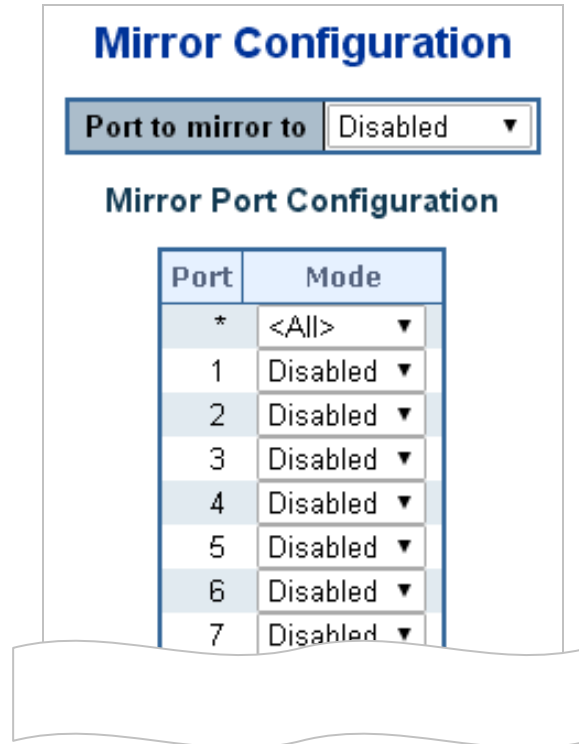 Mirror Configuration
Port to mirror to Disabled
Mirror Port Configuration
Port Mode
* <All>
1 Disabled
2 Disabled
3 Disabled
4 Disabled
5 Disabled
6 Disabled
7 Disabled